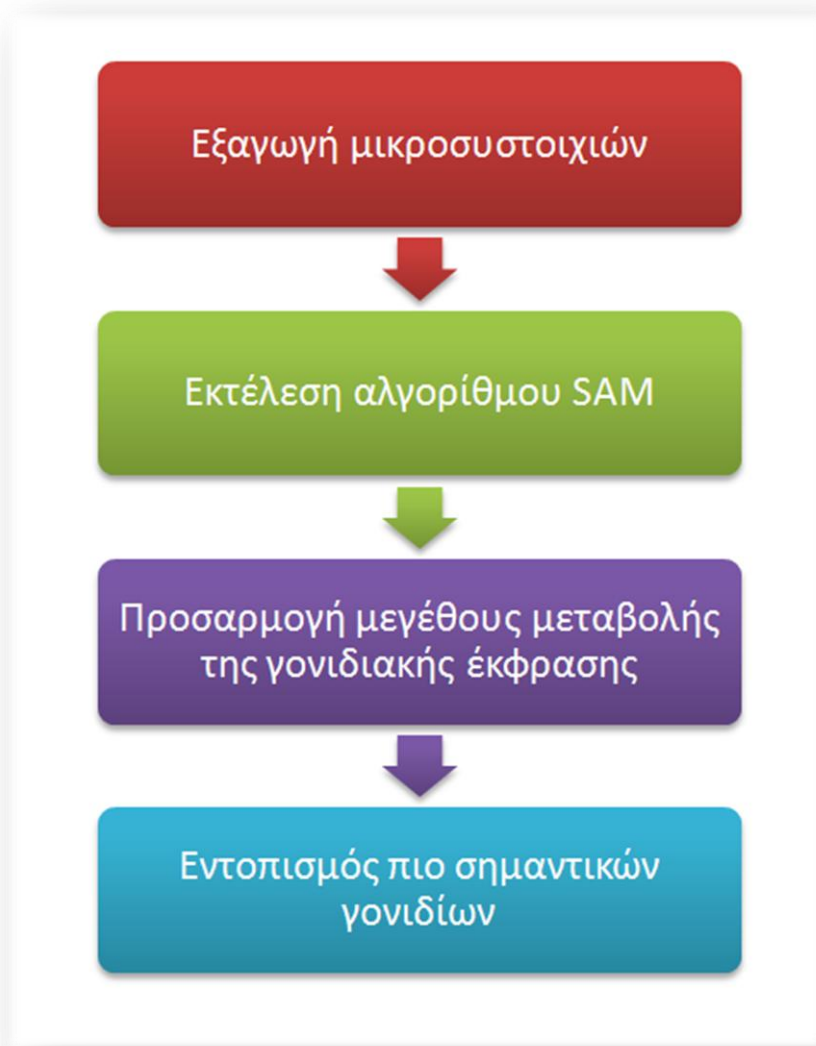 Εξαγωγή μικροσυστοιχιών
Εκτέλεση αλγορίθμου SAM
Προσαρμογή μεγέθους μεταβολής
της γονιδιακής έκφρασης
Εντοπισμός πιο σημαντικών
γονιδίων